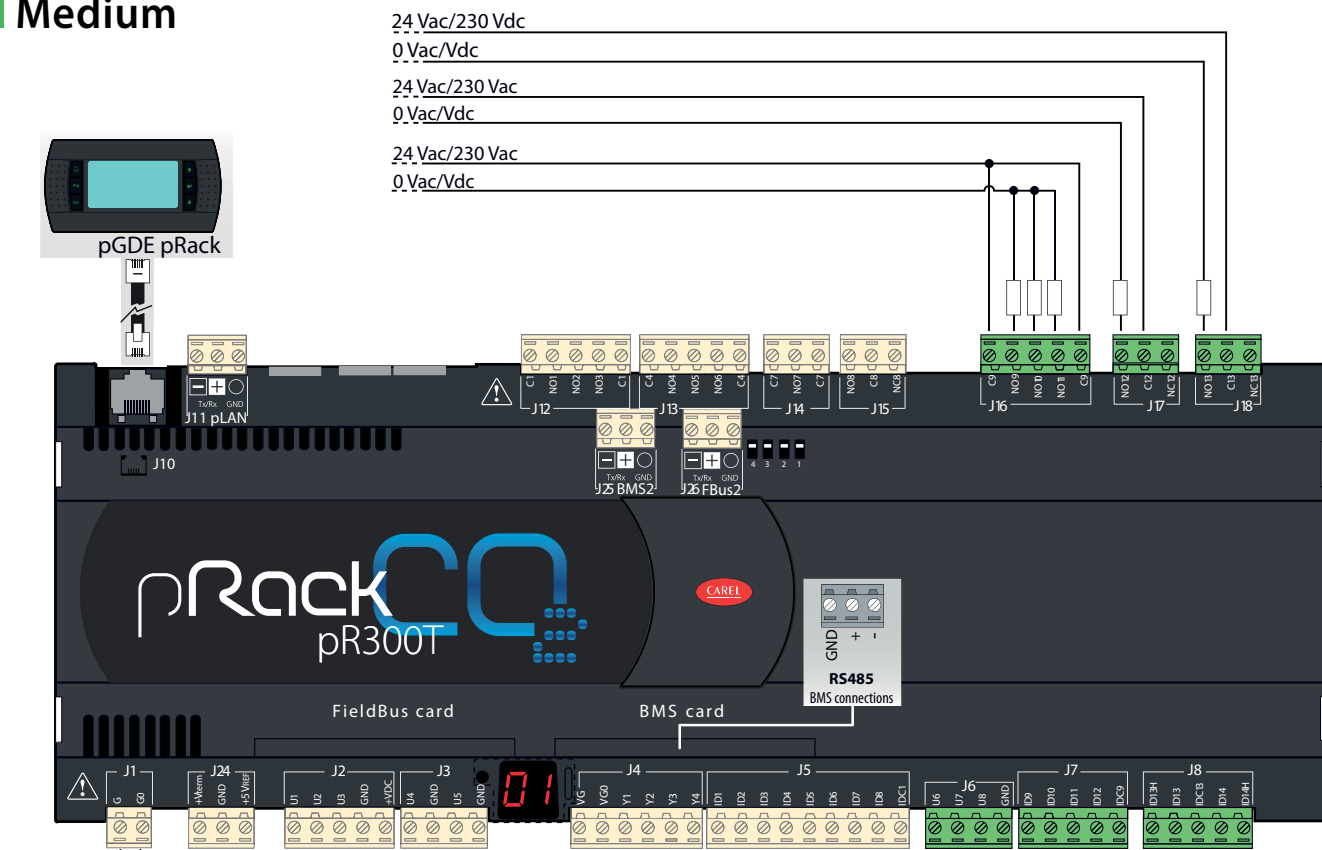 Medium
24 Vac/230 Vdc
0 Vac/Vdc
24 Vac/230 Vac
0 Vac/Vdc
24 Vac/230 Vac
0 Vac/Vdc
pGDE pRack
J11 pLAN
Tx/Rx GND
J10
C1 NO1 NO2 NO3 C1
J12
C4 NO4 NO5 NO6 C4
J13
C7 NO7 C7
J14
NO8 C8 NC8
J15
C9 NO9 NO10 NO11 C9
J16
NO12 C12 NC12
J17
NO13 C13 NC13
J18
Tx/Rx GND
J25 BMS2
Tx/Rx GND
J26 FBus2
4 3 2 1
pRack CO2
pR300T
CAREL
GND + -
RS485
BMS connections
FieldBus card
BMS card
01
J1
G G0
J24
+Vterm GND +5 VREF
J2
U1 U2 U3 GND +VDC
J3
U4 GND U5 GND
J4
VG VG0 Y1 Y2 Y3 Y4
J5
ID1 ID2 ID3 ID4 ID5 ID6 ID7 ID8 IDC1
J6
U6 U7 U8 GND
J7
ID9 ID10 ID11 ID12 IDC9
J8
ID13H ID13 IDC13 ID14 ID14H